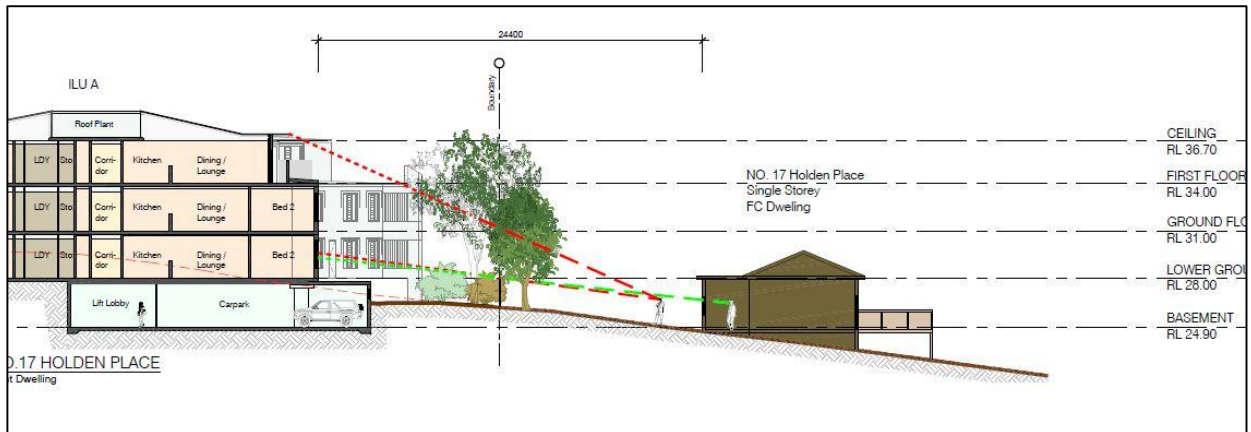 24400
Boundary
ILU A
Roof Plant
LDY
Sto
Corri-
dor
Kitchen
Dining /
Lounge
LDY
Sto
Corri-
dor
Kitchen
Dining /
Lounge
Bed 2
LDY
Sto
Corri-
dor
Kitchen
Dining /
Lounge
Bed 2
Lift Lobby
Carpark
NO. 17 Holden Place
Single Storey
FC Dweling
CEILING
RL 36.70
FIRST FLOOR
RL 34.00
GROUND FLO
RL 31.00
LOWER GROU
RL 28.00
BASEMENT
RL 24.90
O.17 HOLDEN PLACE
t Dwelling